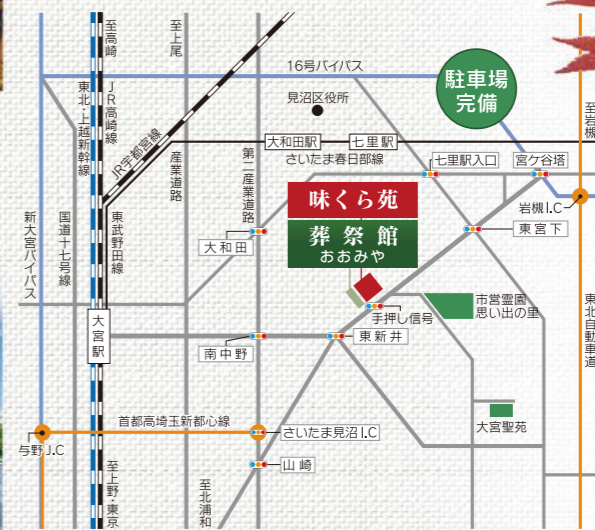 至高崎
至上尾
16号バイパス
駐車場
完備
見沼区役所
東北・上越新幹線
JR高崎線
JR宇都宮線
大和田駅
七里駅
さいたま春日部線
至岩槻
産業道路
第二産業道路
七里駅入口
宮ケ谷塔
味くら苑
葬祭館
おおみや
岩槻I.C
東宮下
新大宮バイパス
国道十七号線
東武野田線
大和田
市営霊園
思い出の里
手押し信号
東北自動車道
大宮駅
南中野
東新井
首都高埼玉新都心線
さいたま見沼I.C
大宮聖苑
与野J.C
山崎
至上野・東京
至北浦和